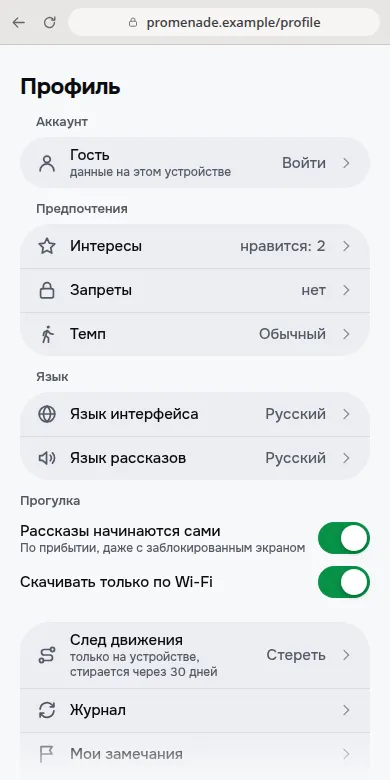 promenade.example/profile
Профиль
Аккаунт
Гость
данные на этом устройстве
Войти
Предпочтения
Интересы
нравится: 2
Запреты
нет
Темп
Обычный
Язык
Язык интерфейса
Русский
Язык рассказов
Русский
Прогулка
Рассказы начинаются сами
По прибытии, даже с заблокированным экраном
Скачивать только по Wi-Fi
След движения
только на устройстве,
стирается через 30 дней
Стереть
Журнал
Мои замечания